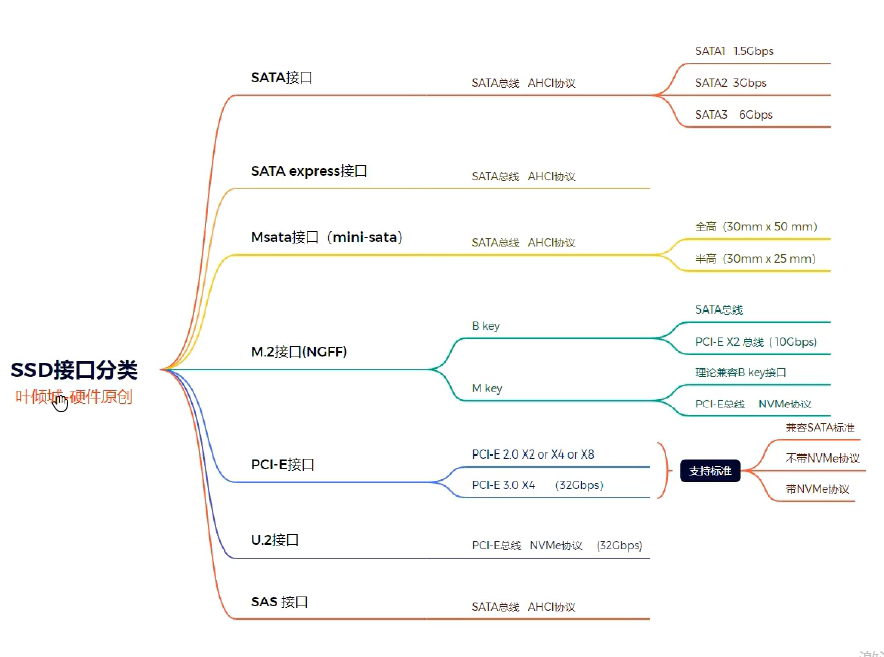 SSD接口分类
叶倾城-硬件原创
SATA接口
SATA总线 AHCI协议
SATA1 1.5Gbps
SATA2 3Gbps
SATA3 6Gbps
SATA express接口
SATA总线 AHCI协议
Msata接口（mini-sata）
SATA总线 AHCI协议
全高（30mm x 50 mm）
半高（30mm x 25 mm）
M.2接口(NGFF)
B key
SATA总线
PCI-E X2 总线（10Gbps)
M key
理论兼容B key接口
PCI-E总线 NVMe协议
PCI-E接口
PCI-E 2.0 X2 or X4 or X8
PCI-E 3.0 X4 （32Gbps）
支持标准
兼容SATA标准
不带NVMe协议
带NVMe协议
U.2接口
PCI-E总线 NVMe协议 (32Gbps)
SAS 接口
SATA总线 AHCI协议